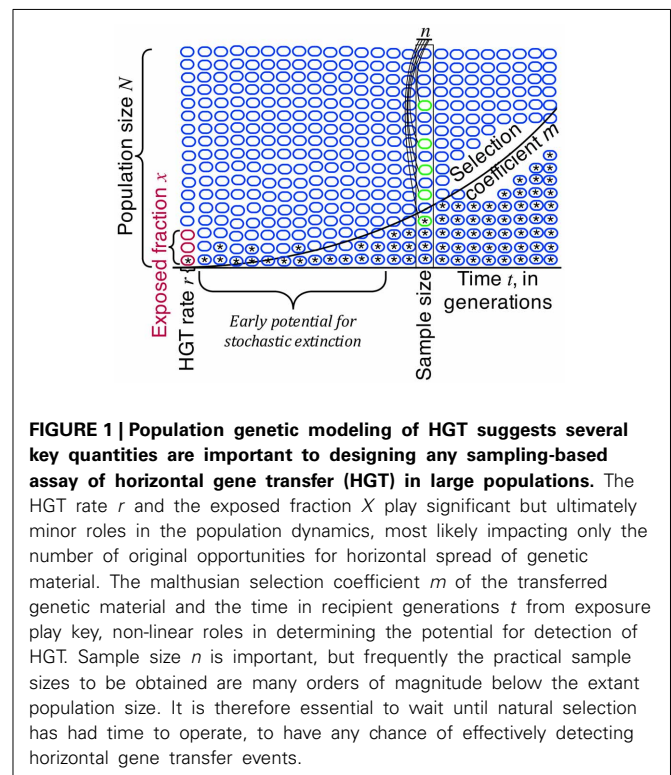 n
Population size N
Exposed fraction x
HGT rate r
Selection
coefficient m
Early potential for
stochastic extinction
Sample size
Time t, in
generations
FIGURE 1 | Population genetic modeling of HGT suggests several
key quantities are important to designing any sampling-based
assay of horizontal gene transfer (HGT) in large populations. The
HGT rate r and the exposed fraction X play significant but ultimately
minor roles in the population dynamics, most likely impacting only the
number of original opportunities for horizontal spread of genetic
material. The malthusian selection coefficient m of the transferred
genetic material and the time in recipient generations t from exposure
play key, non-linear roles in determining the potential for detection of
HGT. Sample size n is important, but frequently the practical sample
sizes to be obtained are many orders of magnitude below the extant
population size. It is therefore essential to wait until natural selection
has had time to operate, to have any chance of effectively detecting
horizontal gene transfer events.